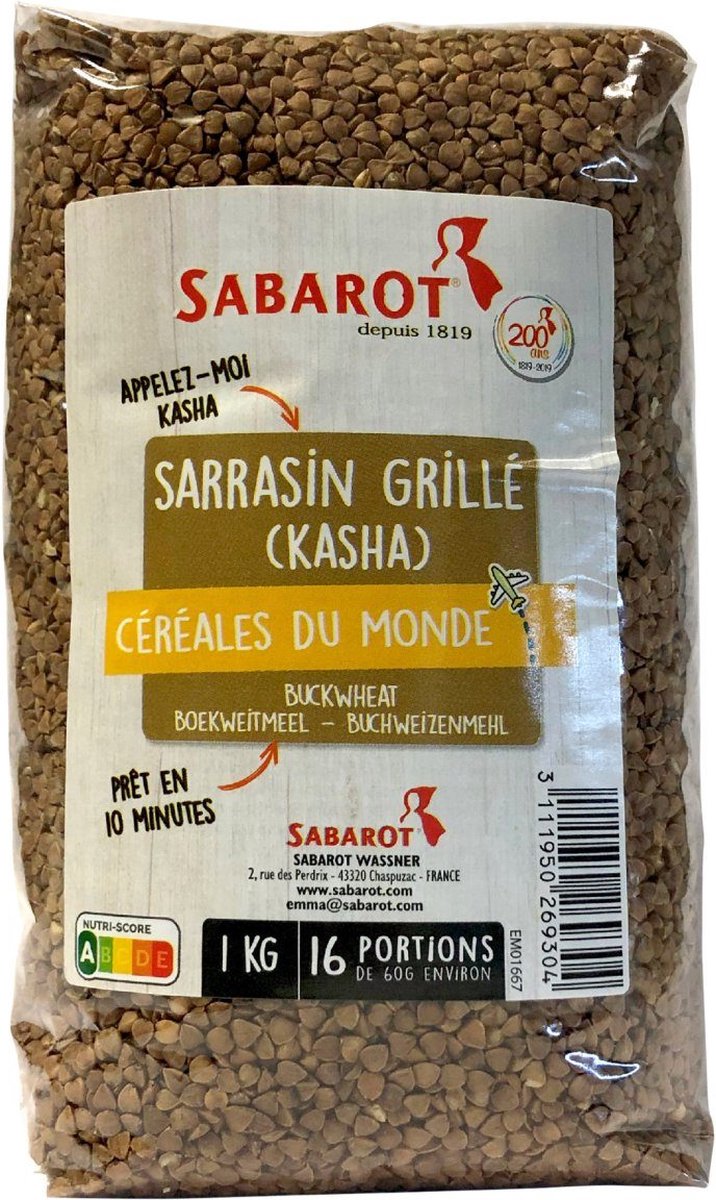 SABAROT®
depuis 1819
200
ans
1819-2019
APPELEZ-MOI
KASHA
SARRASIN GRILLÉ
(KASHA)
CÉRÉALES DU MONDE
BUCKWHEAT
BOEKWEITMEEL - BUCHWEIZENMEHL
PRÊT EN
10 MINUTES
SABAROT
SABAROT WASSNER
2, rue des Perdrix - 43320 Chaspuzac - FRANCE
www.sabarot.com
emma@sabarot.com
NUTRI-SCORE
A B C D E
1 KG
16 PORTIONS
DE 60G ENVIRON
EM01667
3 111950 269304